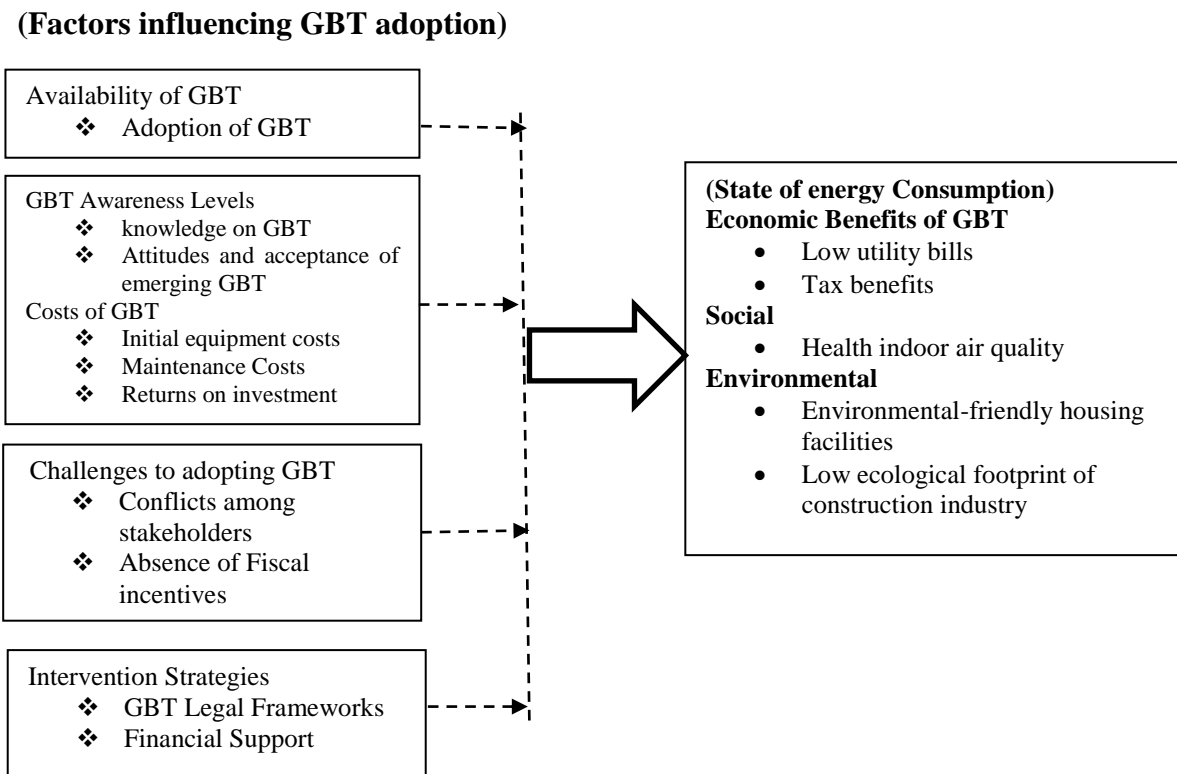 (Factors influencing GBT adoption)
Availability of GBT
❖ Adoption of GBT
GBT Awareness Levels
❖ knowledge on GBT
❖ Attitudes and acceptance of
emerging GBT
Costs of GBT
❖ Initial equipment costs
❖ Maintenance Costs
❖ Returns on investment
Challenges to adopting GBT
❖ Conflicts among
stakeholders
❖ Absence of Fiscal
incentives
Intervention Strategies
❖ GBT Legal Frameworks
❖ Financial Support
(State of energy Consumption)
Economic Benefits of GBT
• Low utility bills
• Tax benefits
Social
• Health indoor air quality
Environmental
• Environmental-friendly housing
facilities
• Low ecological footprint of
construction industry